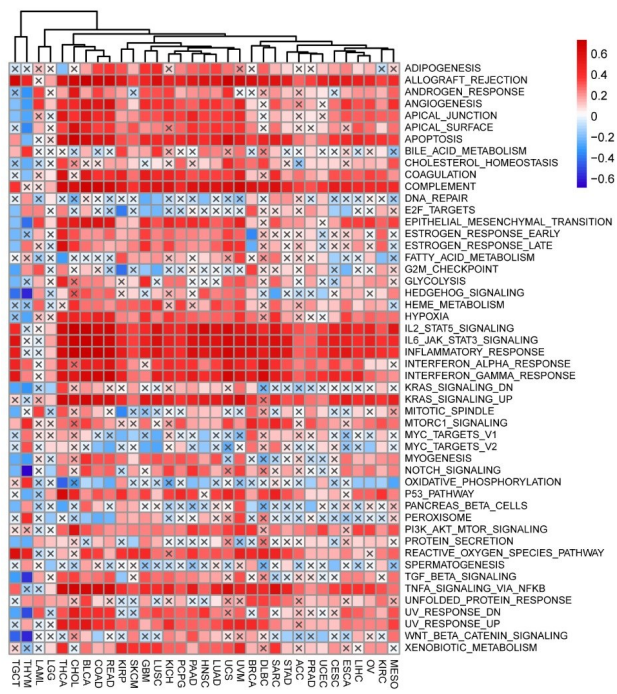 ADIPOGENESIS
ALLOGRAFT_REJECTION
ANDROGEN_RESPONSE
ANGIOGENESIS
APICAL_JUNCTION
APICAL_SURFACE
APOPTOSIS
BILE_ACID_METABOLISM
CHOLESTEROL_HOMEOSTASIS
COAGULATION
COMPLEMENT
DNA_REPAIR
E2F_TARGETS
EPITHELIAL_MESENCHYMAL_TRANSITION
ESTROGEN_RESPONSE_EARLY
ESTROGEN_RESPONSE_LATE
FATTY_ACID_METABOLISM
G2M_CHECKPOINT
GLYCOLYSIS
HEDGEHOG_SIGNALING
HEME_METABOLISM
HYPOXIA
IL2_STAT5_SIGNALING
IL6_JAK_STAT3_SIGNALING
INFLAMMATORY_RESPONSE
INTERFERON_ALPHA_RESPONSE
INTERFERON_GAMMA_RESPONSE
KRAS_SIGNALING_DN
KRAS_SIGNALING_UP
MITOTIC_SPINDLE
MTORC1_SIGNALING
MYC_TARGETS_V1
MYC_TARGETS_V2
MYOGENESIS
NOTCH_SIGNALING
OXIDATIVE_PHOSPHORYLATION
P53_PATHWAY
PANCREAS_BETA_CELLS
PEROXISOME
PI3K_AKT_MTOR_SIGNALING
PROTEIN_SECRETION
REACTIVE_OXYGEN_SPECIES_PATHWAY
SPERMATOGENESIS
TGF_BETA_SIGNALING
TNFA_SIGNALING_VIA_NFKB
UNFOLDED_PROTEIN_RESPONSE
UV_RESPONSE_DN
UV_RESPONSE_UP
WNT_BETA_CATENIN_SIGNALING
XENOBIOTIC_METABOLISM
TGCT
THYM
LAML
LGG
THCA
CHOL
BLCA
COAD
READ
KIRP
SKCM
GBM
LUSC
KICH
PCPG
PAAD
HNSC
LUAD
UCS
UVM
BRCA
DLBC
SARC
STAD
ACC
PRAD
UCEC
CESC
ESCA
LIHC
OV
KIRC
MESO
0.6
0.4
0.2
0
−0.2
−0.4
−0.6